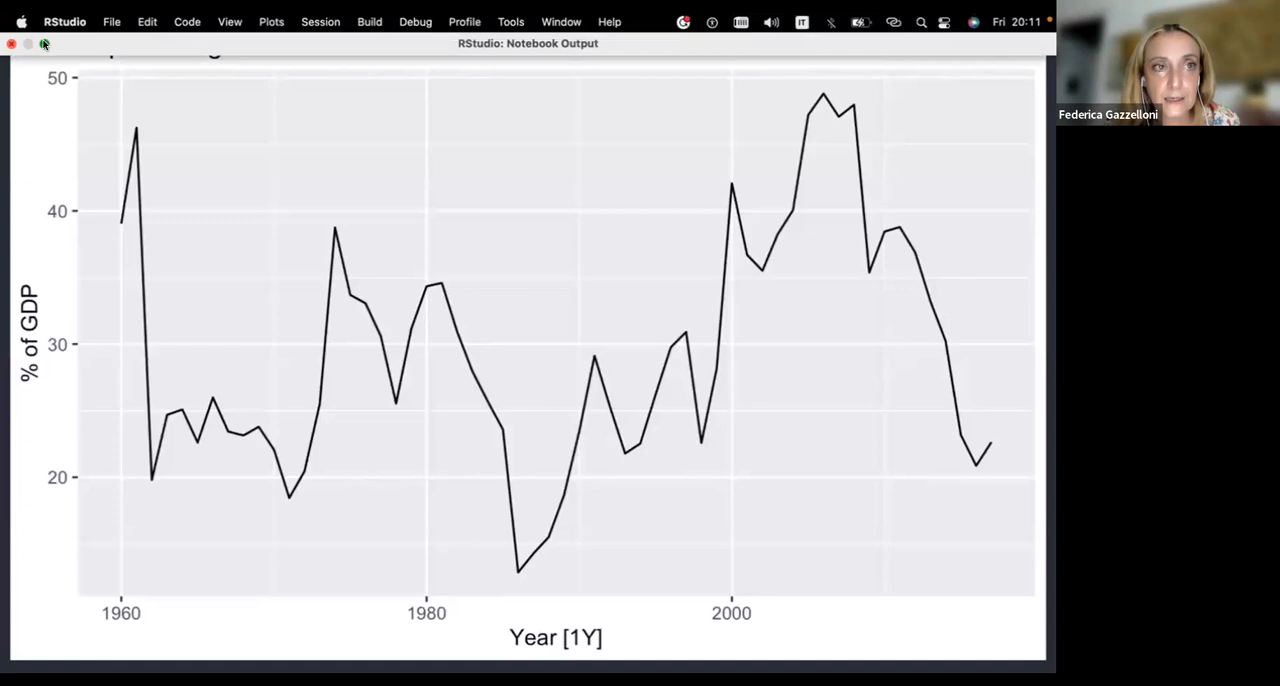 RStudio File Edit Code View Plots Session Build Debug Profile Tools Window Help IT Fri 20:11
RStudio: Notebook Output
Federica Gazzelloni
50
40
30
20
% of GDP
1960 1980 2000
Year [1Y]